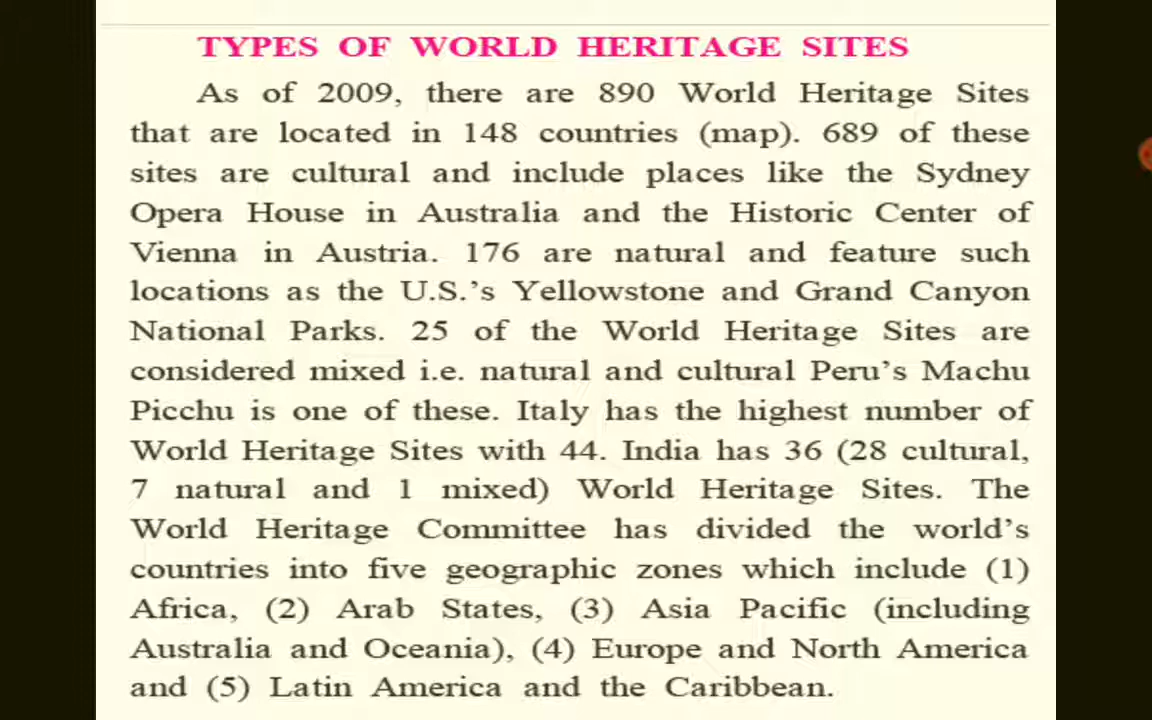 TYPES OF WORLD HERITAGE SITES
As of 2009, there are 890 World Heritage Sites
that are located in 148 countries (map). 689 of these
sites are cultural and include places like the Sydney
Opera House in Australia and the Historic Center of
Vienna in Austria. 176 are natural and feature such
locations as the U.S.’s Yellowstone and Grand Canyon
National Parks. 25 of the World Heritage Sites are
considered mixed i.e. natural and cultural Peru’s Machu
Picchu is one of these. Italy has the highest number of
World Heritage Sites with 44. India has 36 (28 cultural,
7 natural and 1 mixed) World Heritage Sites. The
World Heritage Committee has divided the world’s
countries into five geographic zones which include (1)
Africa, (2) Arab States, (3) Asia Pacific (including
Australia and Oceania), (4) Europe and North America
and (5) Latin America and the Caribbean.